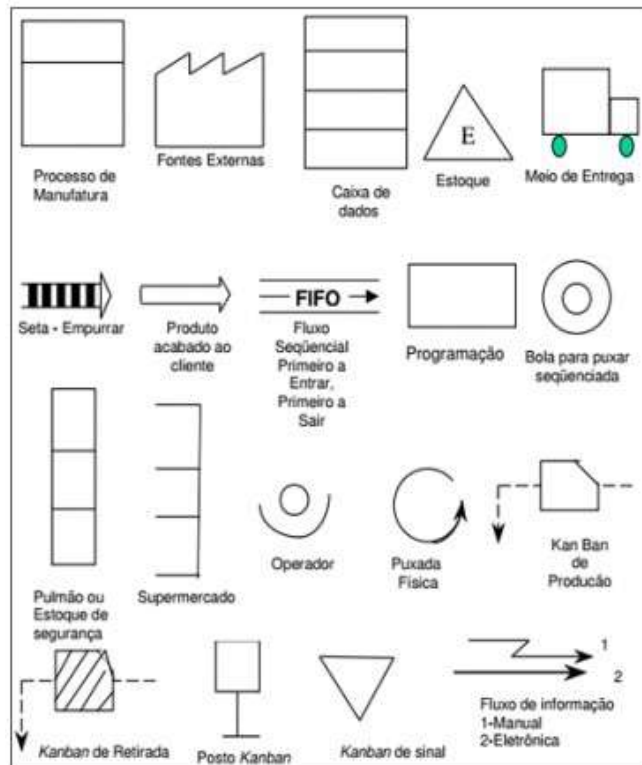 Processo de
Manufatura
Fontes Externas
Caixa de
dados
E
Estoque
Meio de Entrega
Seta - Empurrar
Produto
acabado ao
cliente
FIFO
Fluxo
Seqüencial
Primeiro a
Entrar,
Primeiro a
Sair
Programação
Bola para puxar
seqüenciada
Pulmão ou
Estoque de
segurança
Supermercado
Operador
Puxada
Física
Kan Ban
de
Producão
Kanban de Retirada
Posto Kanban
Kanban de sinal
1
2
Fluxo de informação
1-Manual
2-Eletrônica